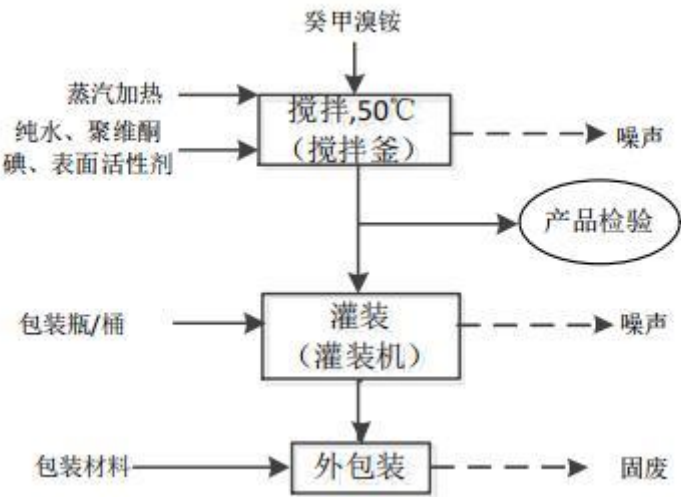 癸甲溴铵
蒸汽加热
搅拌,50℃
纯水、聚维酮
碘、表面活性剂
（搅拌釜）
噪声
产品检验
包装瓶/桶
灌装
（灌装机）
噪声
包装材料
外包装
固废